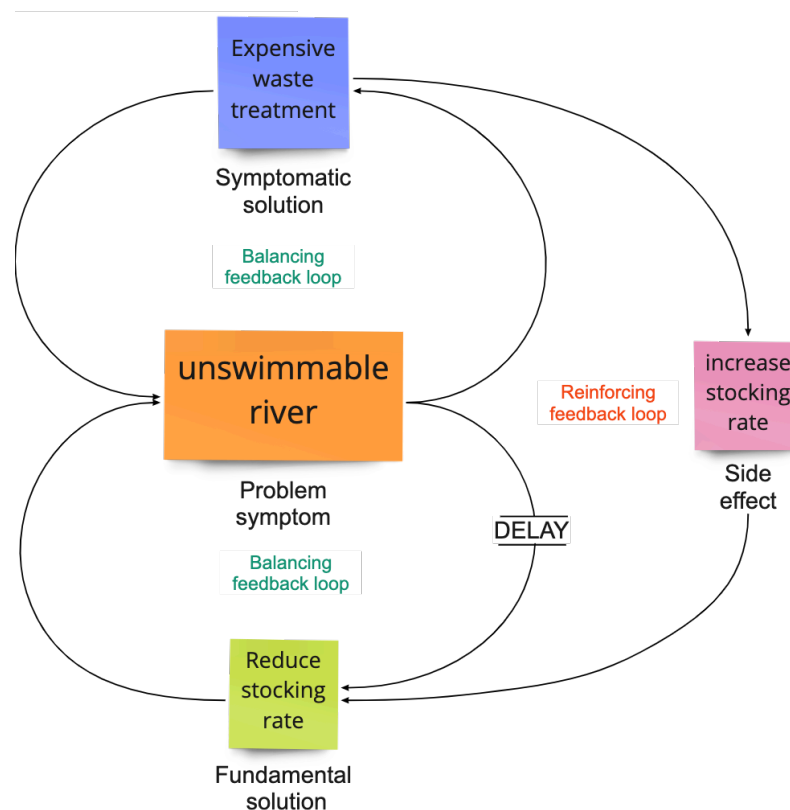 Expensive
waste
treatment
Symptomatic
solution
Balancing
feedback loop
unswimmable
river
Reinforcing
feedback loop
increase
stocking
rate
Side
effect
Problem
symptom
DELAY
Balancing
feedback loop
Reduce
stocking
rate
Fundamental
solution